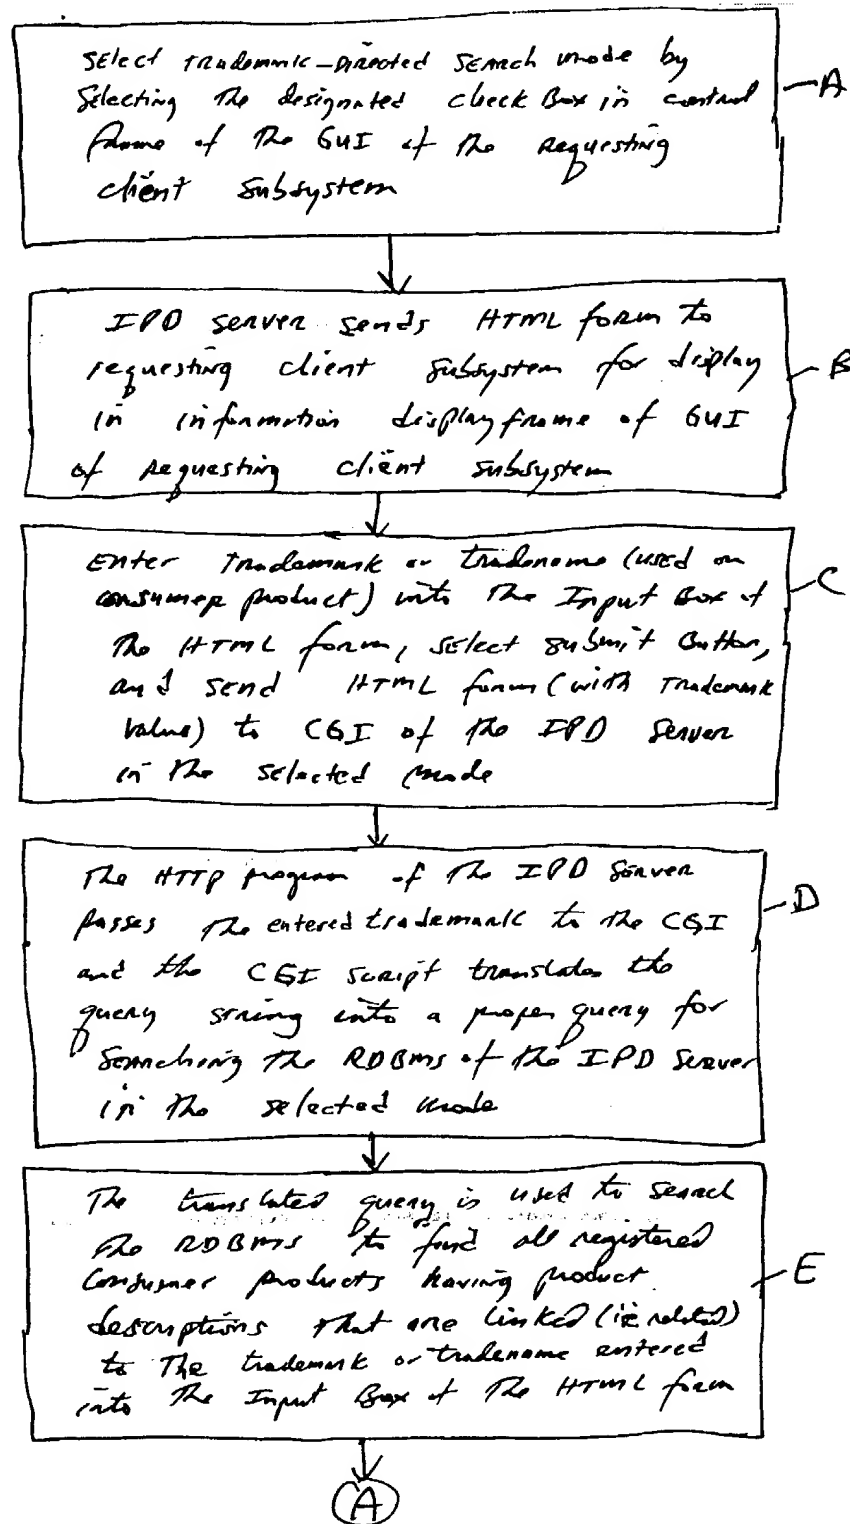 Select Trademark-Directed Search mode by
Selecting the designated check Box in control
frame of the GUI of the requesting
client subsystem
A
IPD server sends HTML form to
requesting client subsystem for display
in information display frame of GUI
of requesting client subsystem
B
Enter Trademark or tradename (used on
consumer product) into the Input Box of
the HTML form, select submit Button,
and send HTML form (with Trademark
value) to CGI of the IPD Server
in the selected mode
C
The HTTP program of the IPD Server
passes the entered trademark to the CGI
and the CGI script translates the
query string into a proper query for
searching the RDBMS of the IPD Server
in the selected mode
D
The translated query is used to search
the RDBMS to find all registered
consumer products having product
descriptions that are linked (ie related)
to the trademark or tradename entered
into the Input Box of the HTML form
E
A